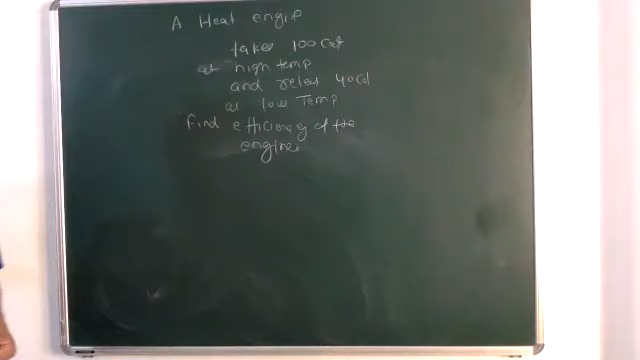 A Heat engie
takes 100 cal
at high temp
and reles 40 cal
at low Temp
Find efficiency of the
engine